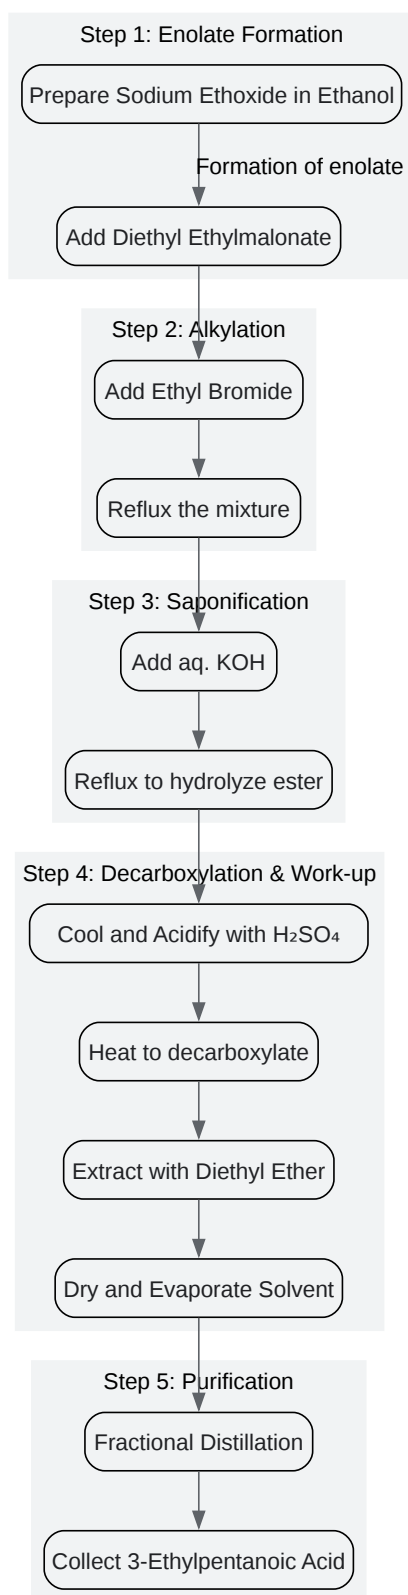 Step 1: Enolate Formation
Prepare Sodium Ethoxide in Ethanol
Formation of enolate
Add Diethyl Ethylmalonate
Step 2: Alkylation
Add Ethyl Bromide
Reflux the mixture
Step 3: Saponification
Add aq. KOH
Reflux to hydrolyze ester
Step 4: Decarboxylation & Work-up
Cool and Acidify with H₂SO₄
Heat to decarboxylate
Extract with Diethyl Ether
Dry and Evaporate Solvent
Step 5: Purification
Fractional Distillation
Collect 3-Ethylpentanoic Acid